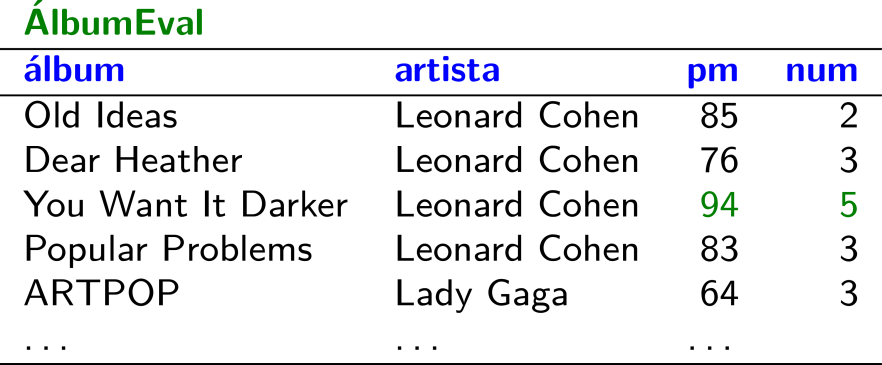 ÁlbumEval
álbum artista pm num
Old Ideas Leonard Cohen 85 2
Dear Heather Leonard Cohen 76 3
You Want It Darker Leonard Cohen 94 5
Popular Problems Leonard Cohen 83 3
ARTPOP Lady Gaga 64 3
... ... ...